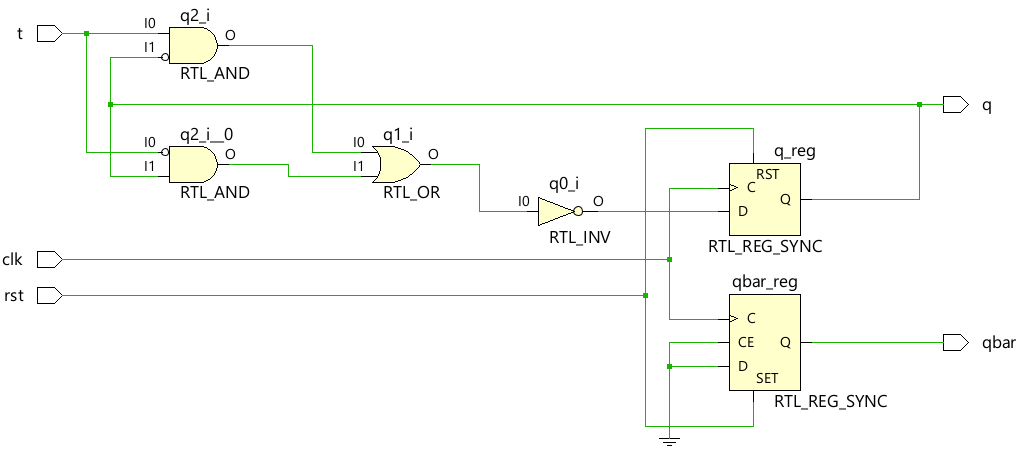 q2_i
t
I0
I1
O
RTL_AND
q
q2_i__0
I0
I1
O
RTL_AND
q1_i
I0
I1
O
RTL_OR
q0_i
I0
O
RTL_INV
q_reg
RST
C
D
Q
RTL_REG_SYNC
clk
rst
qbar_reg
C
CE
D
Q
SET
RTL_REG_SYNC
qbar